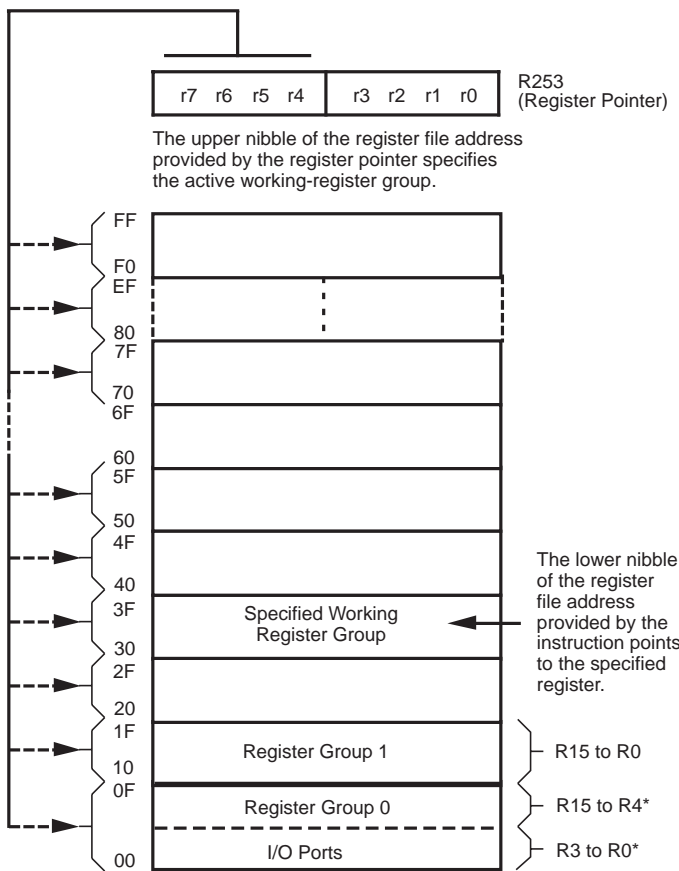 r7 r6 r5 r4 r3 r2 r1 r0
R253
(Register Pointer)
The upper nibble of the register file address
provided by the register pointer specifies
the active working-register group.
FF
F0
EF
80
7F
70
6F
60
5F
50
4F
40
3F
Specified Working
Register Group
30
The lower nibble
of the register
file address
provided by the
instruction points
to the specified
register.
2F
20
1F
Register Group 1
R15 to R0
10
0F
Register Group 0
R15 to R4*
I/O Ports
R3 to R0*
00